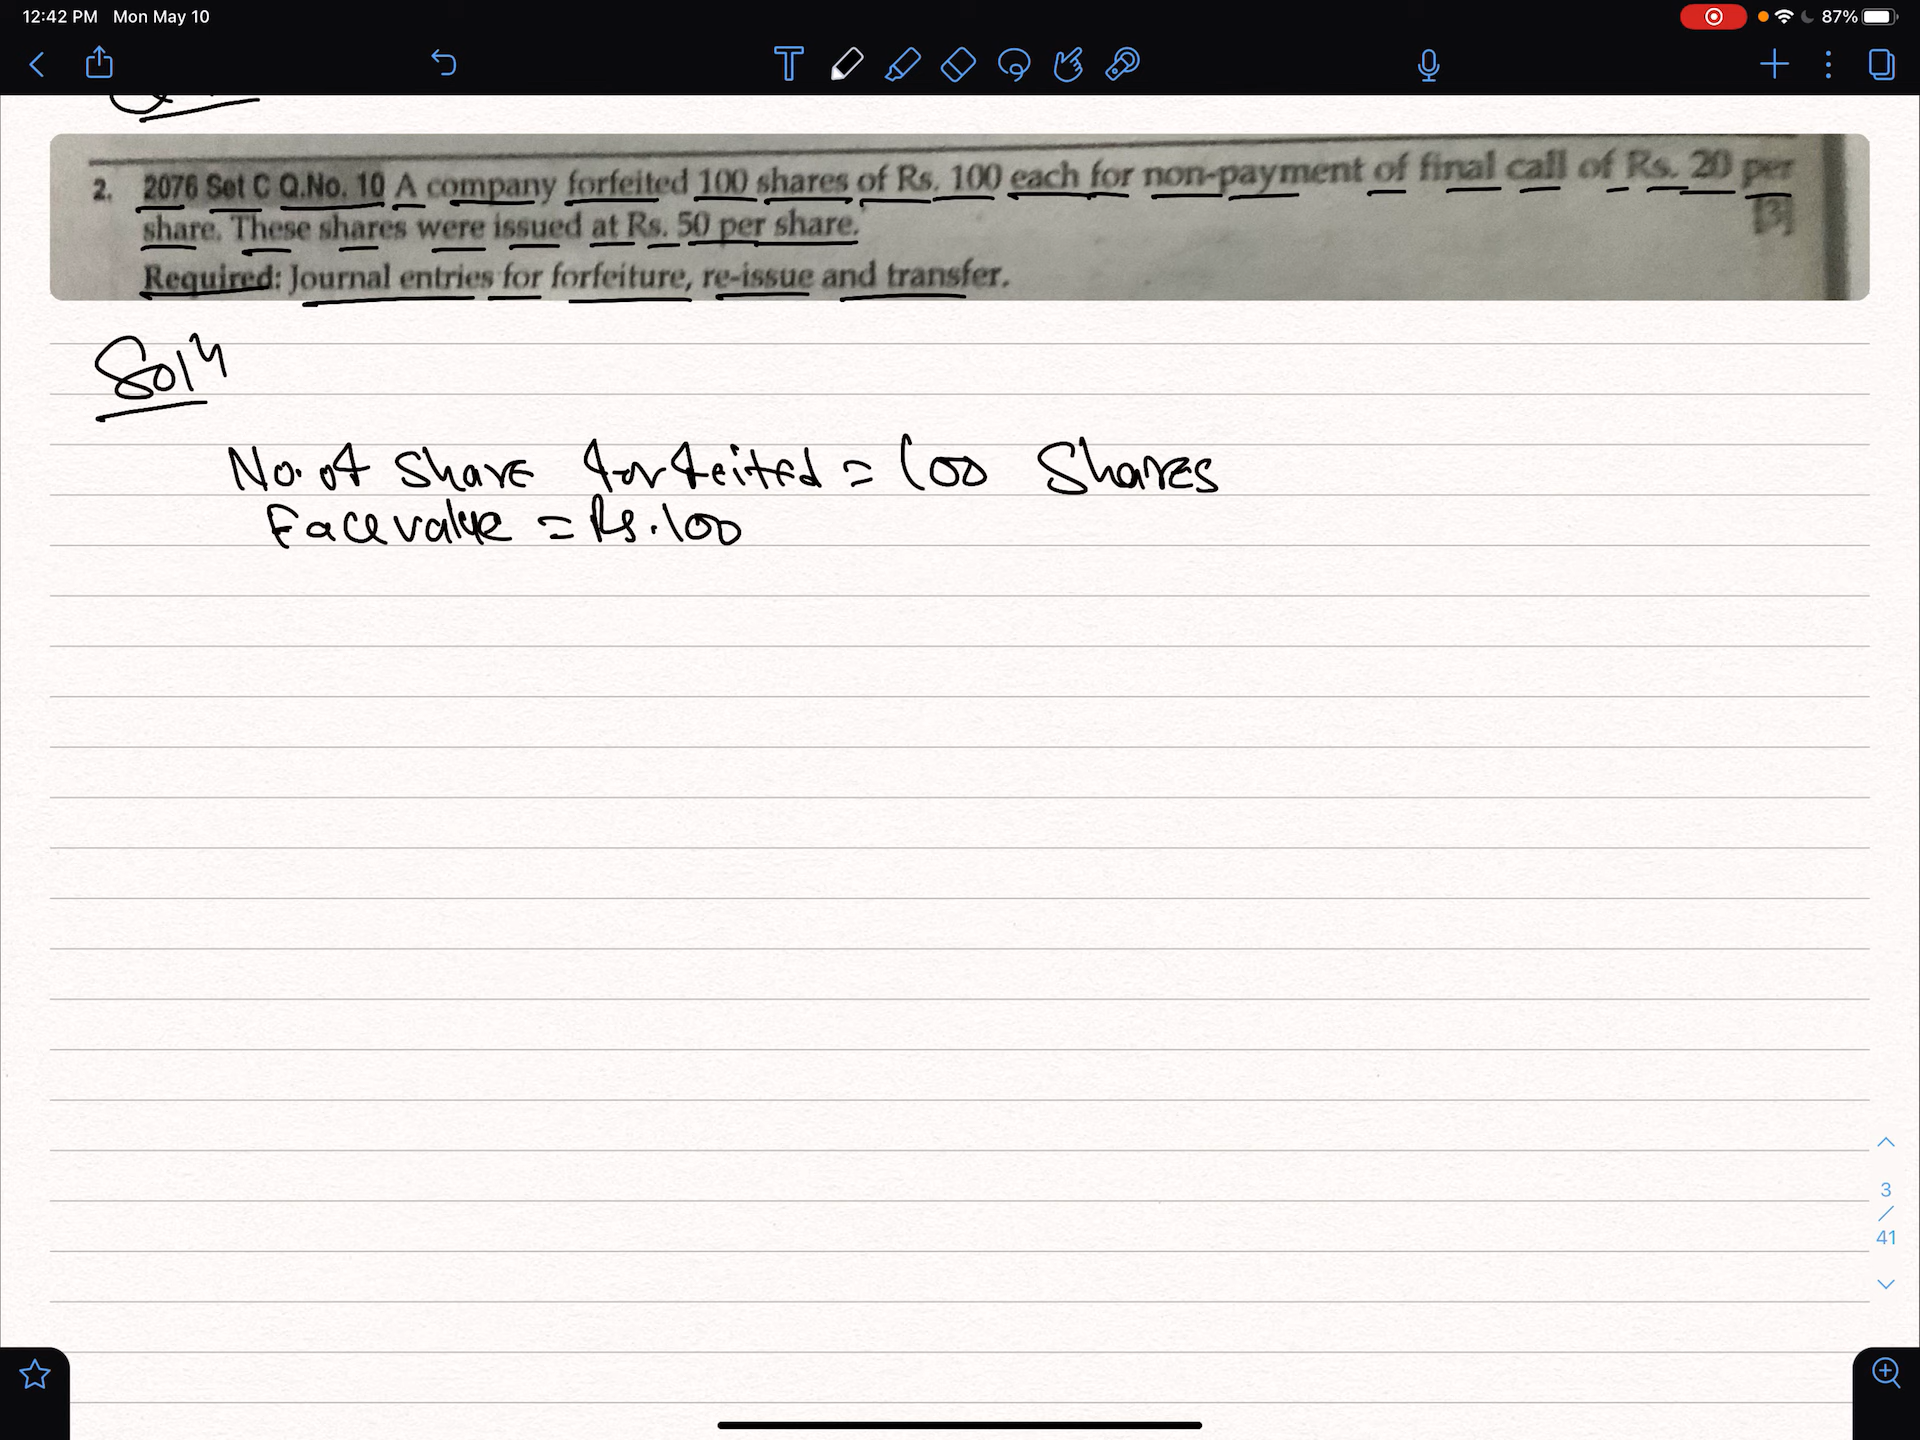 12:42 PM Mon May 10
87%
2. 2076 Set C Q.No. 10 A company forfeited 100 shares of Rs. 100 each for non-payment of final call of Rs. 20 per
share. These shares were issued at Rs. 50 per share. [3]
Required: Journal entries for forfeiture, re-issue and transfer.
Soln
No. of share forfeited = 100 Shares
Face value = Rs. 100
3
/
41